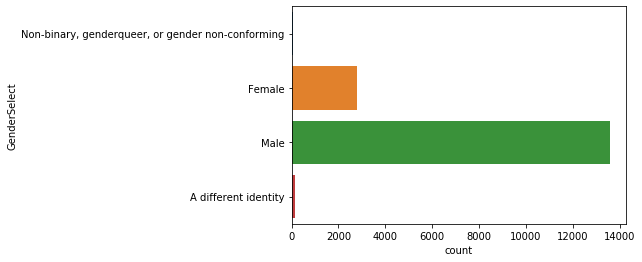 Non-binary, genderqueer, or gender non-conforming
Female
Male
A different identity
GenderSelect
0 2000 4000 6000 8000 10000 12000 14000
count